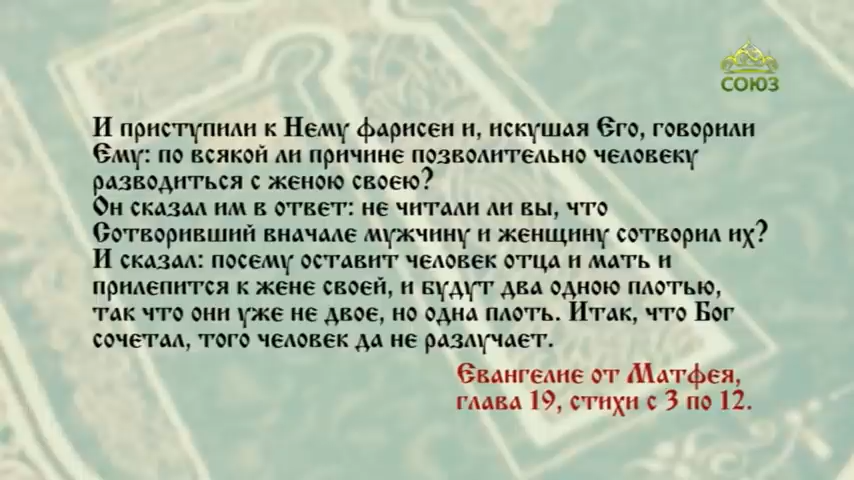 СОЮЗ
И приступили к Нему фарисеи и, искушая Его, говорили
Ему: по всякой ли причине позволительно человеку
разводиться с женою своею?
Он сказал им в ответ: не читали ли вы, что
Сотворивший вначале мужчину и женщину сотворил их?
И сказал: посему оставит человек отца и мать и
прилепится к жене своей, и будут два одною плотью,
так что они уже не двое, но одна плоть. Итак, что Бог
сочетал, того человек да не разлучает.
Евангелие от Матфея,
глава 19, стихи с 3 по 12.